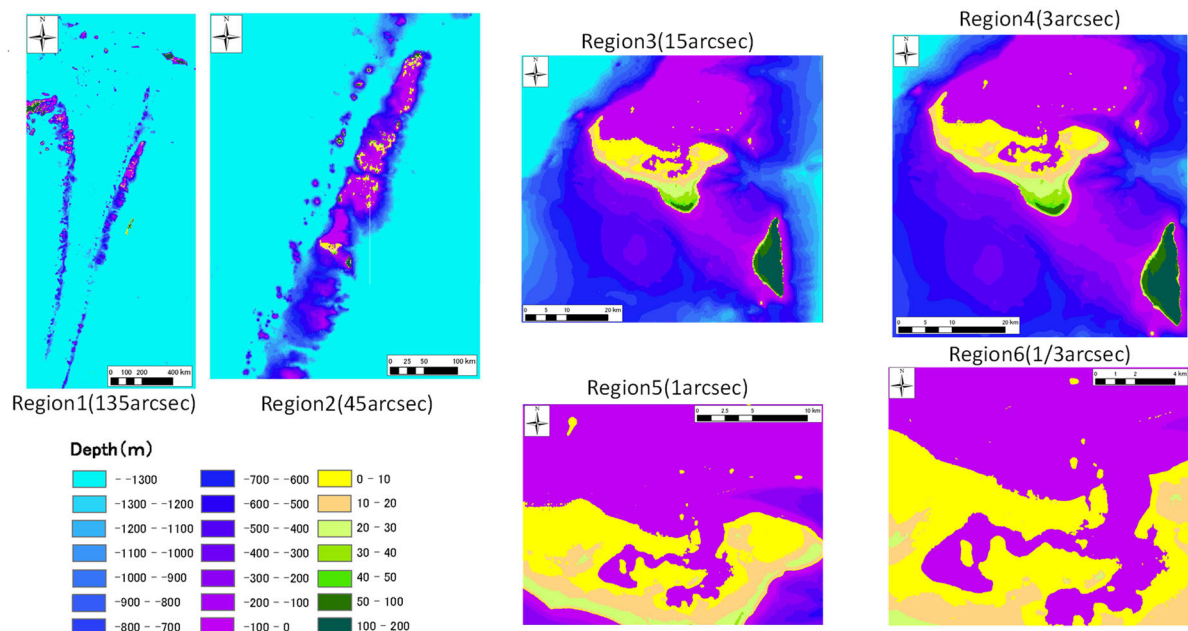 N
0 100 200 400 km
Region1(135arcsec)
N
0 25 50 100 km
Region2(45arcsec)
Region3(15arcsec)
N
0 5 10 20 km
Region4(3arcsec)
N
0 5 10 20 km
Region5(1arcsec)
N
0 2.5 5 10 km
Region6(1/3arcsec)
N
0 1 2 4 km
Depth(m)
- -1300
-1300 - -1200
-1200 - -1100
-1100 - -1000
-1000 - -900
-900 - -800
-800 - -700
-700 - -600
-600 - -500
-500 - -400
-400 - -300
-300 - -200
-200 - -100
-100 - 0
0 - 10
10 - 20
20 - 30
30 - 40
40 - 50
50 - 100
100 - 200